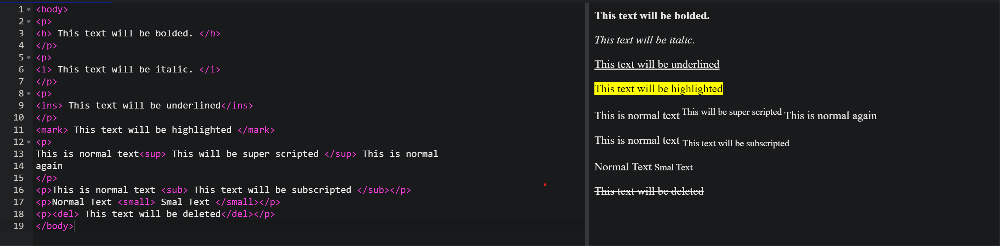 1 <body>
2 <p>
3 <b> This text will be bolded. </b>
4 </p>
5 <p>
6 <i> This text will be italic. </i>
7 </p>
8 <p>
9 <ins> This text will be underlined</ins>
10 </p>
11 <mark> This text will be highlighted </mark>
12 <p>
13 This is normal text<sup> This will be super scripted </sup> This is normal
14 again
15 </p>
16 <p>This is normal text <sub> This text will be subscripted </sub></p>
17 <p>Normal Text <small> Smal Text </small></p>
18 <p><del> This text will be deleted</del></p>
19 </body>
This text will be bolded.
This text will be italic.
This text will be underlined
This text will be highlighted
This is normal text This will be super scripted This is normal again
This is normal text This text will be subscripted
Normal Text Smal Text
This text will be deleted